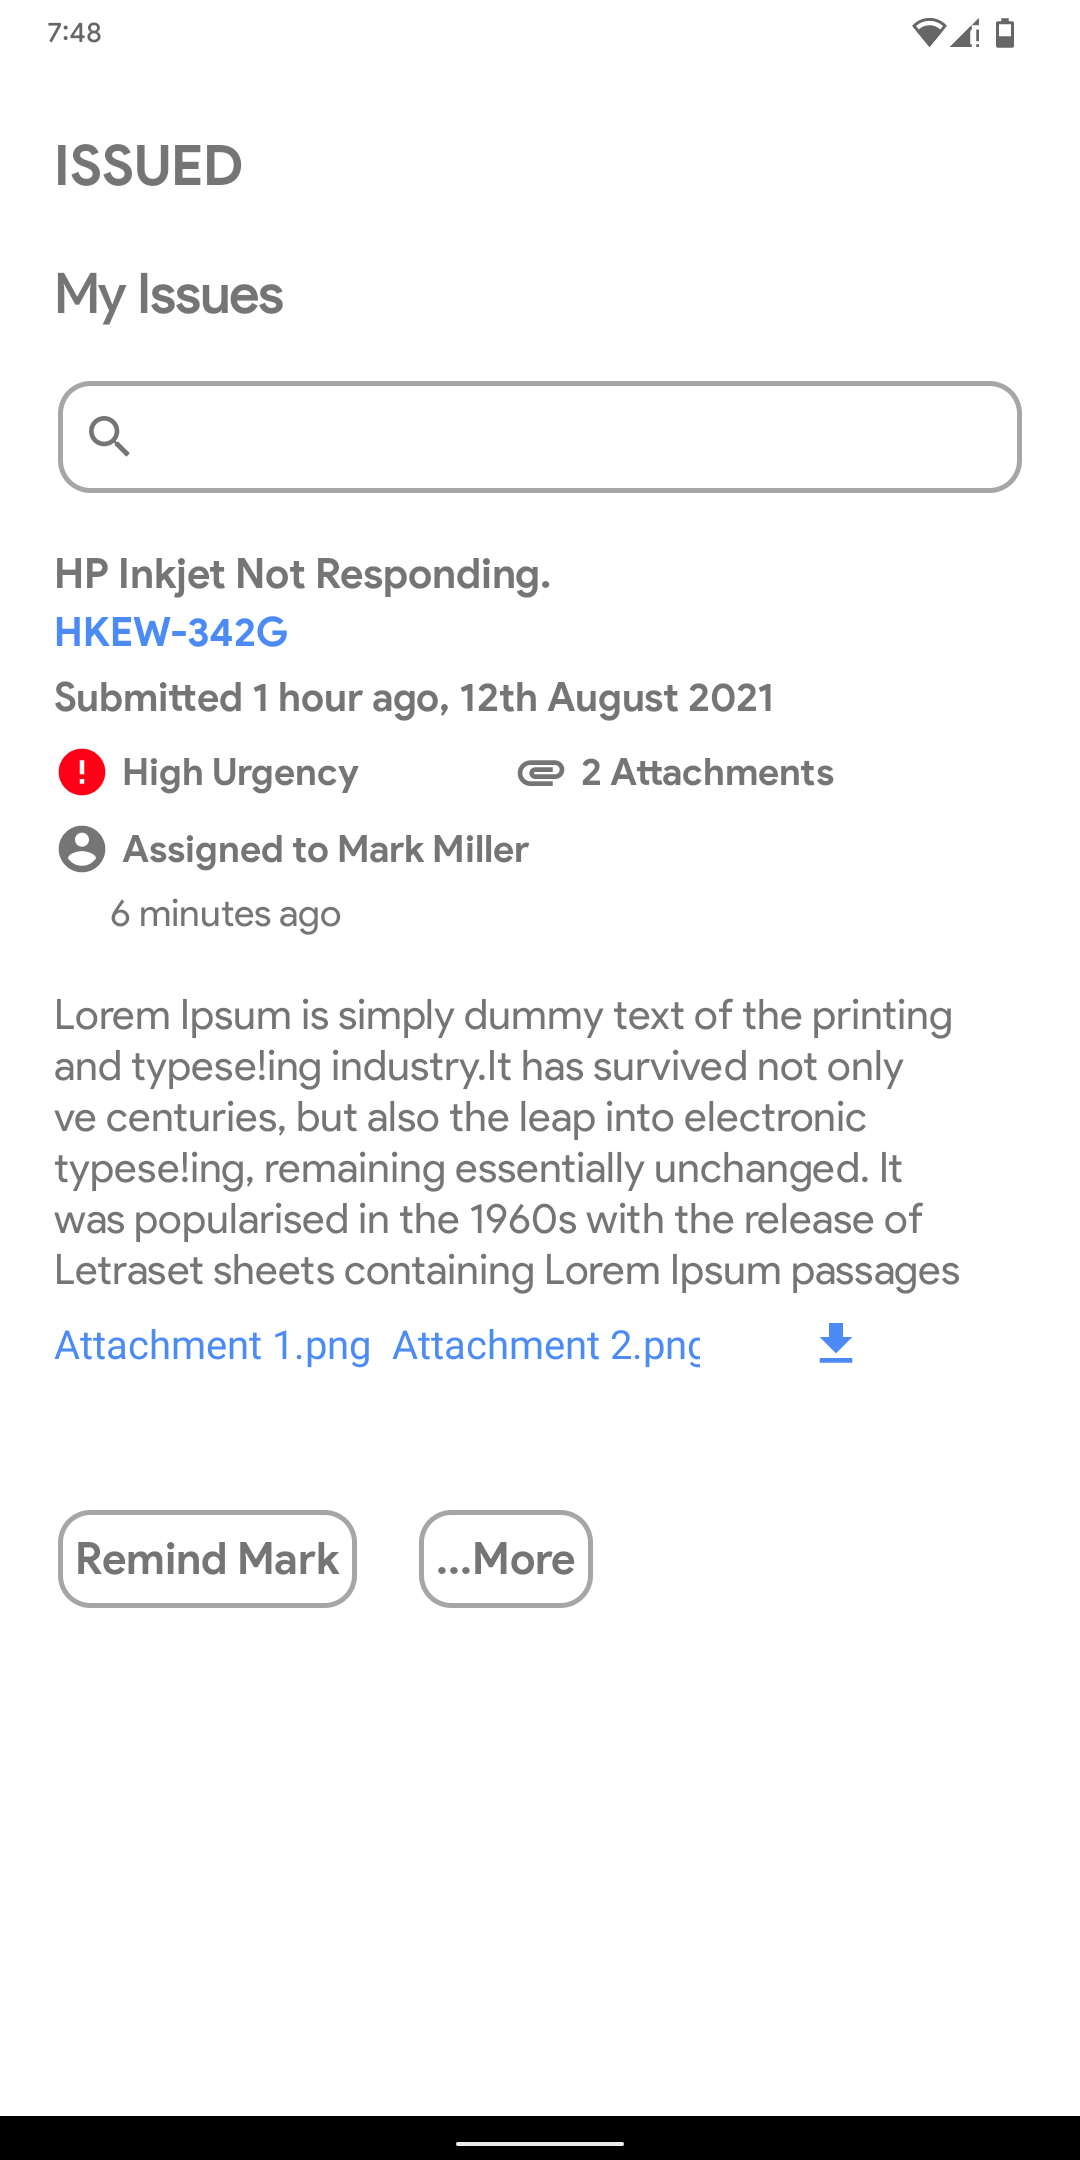 7:48
ISSUED
My Issues
HP Inkjet Not Responding.
HKEW-342G
Submitted 1 hour ago, 12th August 2021
High Urgency
2 Attachments
Assigned to Mark Miller
6 minutes ago
Lorem Ipsum is simply dummy text of the printing
and typese!ing industry.It has survived not only
ve centuries, but also the leap into electronic
typese!ing, remaining essentially unchanged. It
was popularised in the 1960s with the release of
Letraset sheets containing Lorem Ipsum passages
Attachment 1.png Attachment 2.png
Remind Mark
...More